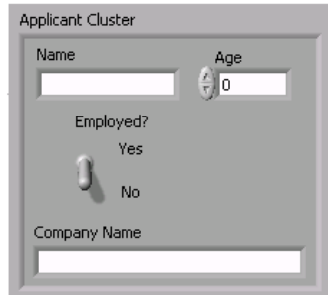 Applicant Cluster
Name Age
0
Employed?
Yes
No
Company Name